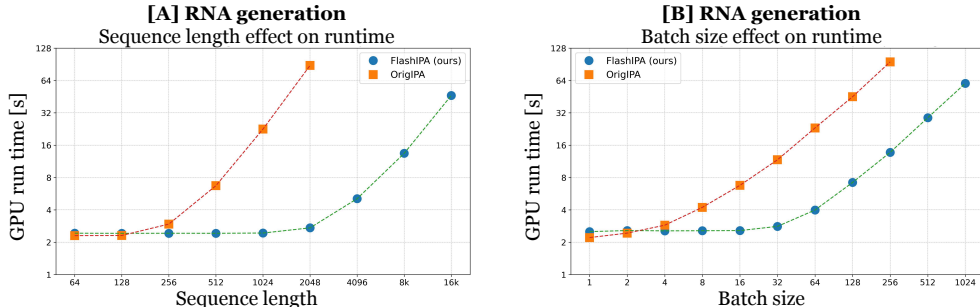 [A] RNA generation
Sequence length effect on runtime
128
64
32
16
8
4
2
1
GPU run time [s]
FlashIPA (ours)
OrigIPA
64 128 256 512 1024 2048 4096 8k 16k
Sequence length
[B] RNA generation
Batch size effect on runtime
128
64
32
16
8
4
2
1
GPU run time [s]
FlashIPA (ours)
OrigIPA
1 2 4 8 16 32 64 128 256 512 1024
Batch size